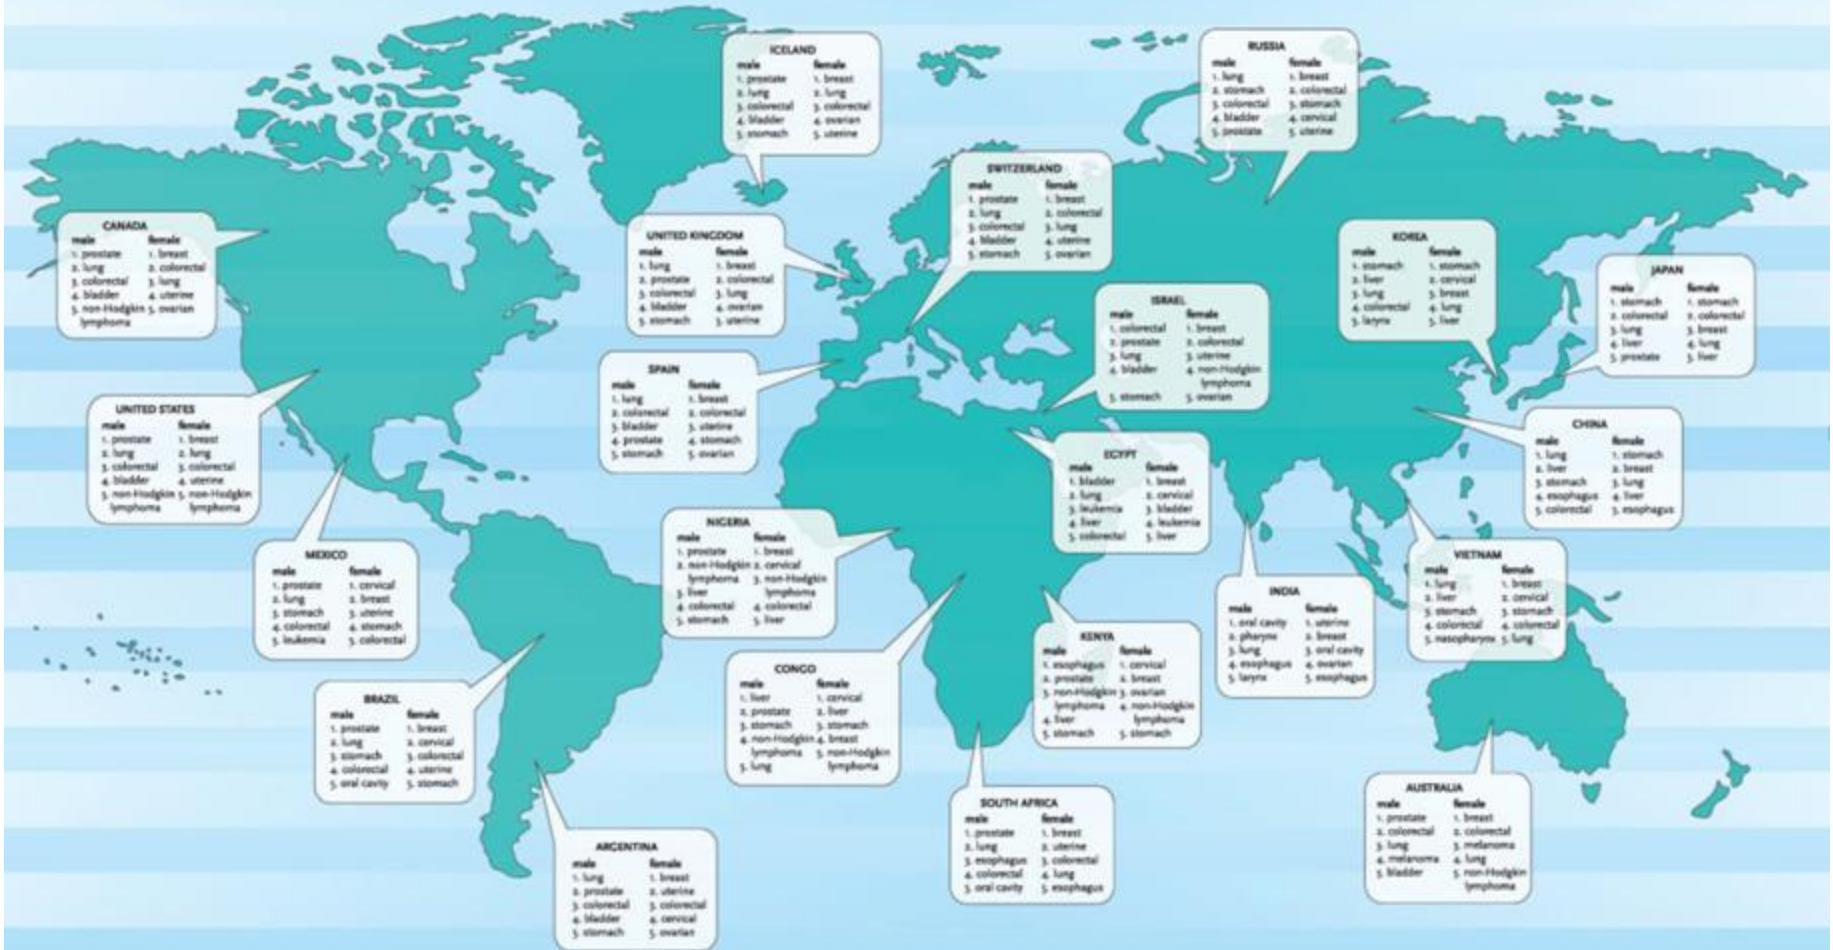 ICELAND
male female
1. prostate 1. breast
2. lung 2. lung
3. colorectal 3. colorectal
4. bladder 4. ovarian
5. stomach 5. uterine
RUSSIA
male female
1. lung 1. breast
2. stomach 2. colorectal
3. colorectal 3. stomach
4. bladder 4. cervical
5. prostate 5. uterine
SWITZERLAND
male female
1. prostate 1. breast
2. lung 2. colorectal
3. colorectal 3. lung
4. bladder 4. uterine
5. stomach 5. ovarian
CANADA
male female
1. prostate 1. breast
2. lung 2. colorectal
3. colorectal 3. lung
4. bladder 4. uterine
5. non-Hodgkin 5. ovarian
lymphoma
UNITED KINGDOM
male female
1. lung 1. breast
2. prostate 2. colorectal
3. colorectal 3. lung
4. bladder 4. ovarian
5. stomach 5. uterine
KOREA
male female
1. stomach 1. stomach
2. liver 2. cervical
3. lung 3. breast
4. colorectal 4. lung
5. larynx 5. liver
JAPAN
male female
1. stomach 1. stomach
2. colorectal 2. colorectal
3. lung 3. breast
4. liver 4. lung
5. prostate 5. liver
ISRAEL
male female
1. colorectal 1. breast
2. prostate 2. colorectal
3. lung 3. uterine
4. bladder 4. non-Hodgkin
lymphoma
5. stomach 5. ovarian
SPAIN
male female
1. lung 1. breast
2. colorectal 2. colorectal
3. bladder 3. uterine
4. prostate 4. stomach
5. stomach 5. ovarian
UNITED STATES
male female
1. prostate 1. breast
2. lung 2. lung
3. colorectal 3. colorectal
4. bladder 4. uterine
5. non-Hodgkin 5. non-Hodgkin
lymphoma lymphoma
CHINA
male female
1. lung 1. stomach
2. liver 2. breast
3. stomach 3. lung
4. esophagus 4. liver
5. colorectal 5. esophagus
EGYPT
male female
1. bladder 1. breast
2. lung 2. cervical
3. leukemia 3. bladder
4. liver 4. leukemia
5. colorectal 5. liver
NIGERIA
male female
1. prostate 1. breast
2. non-Hodgkin 2. cervical
lymphoma 3. non-Hodgkin
3. liver lymphoma
4. colorectal 4. colorectal
5. stomach 5. liver
MEXICO
male female
1. prostate 1. cervical
2. lung 2. breast
3. stomach 3. uterine
4. colorectal 4. stomach
5. leukemia 5. colorectal
VIETNAM
male female
1. lung 1. breast
2. liver 2. cervical
3. stomach 3. stomach
4. colorectal 4. colorectal
5. nasopharynx 5. lung
INDIA
male female
1. oral cavity 1. uterine
2. pharynx 2. breast
3. lung 3. oral cavity
4. esophagus 4. ovarian
5. larynx 5. esophagus
KENYA
male female
1. esophagus 1. cervical
2. prostate 2. breast
3. non-Hodgkin 3. ovarian
lymphoma 4. non-Hodgkin
4. liver lymphoma
5. stomach 5. stomach
CONGO
male female
1. liver 1. cervical
2. prostate 2. liver
3. stomach 3. stomach
4. non-Hodgkin 4. breast
lymphoma 5. non-Hodgkin
5. lung lymphoma
BRAZIL
male female
1. prostate 1. breast
2. lung 2. cervical
3. stomach 3. colorectal
4. colorectal 4. uterine
5. oral cavity 5. stomach
SOUTH AFRICA
male female
1. prostate 1. breast
2. lung 2. uterine
3. esophagus 3. colorectal
4. colorectal 4. lung
5. oral cavity 5. esophagus
AUSTRALIA
male female
1. prostate 1. breast
2. colorectal 2. colorectal
3. lung 3. melanoma
4. melanoma 4. lung
5. bladder 5. non-Hodgkin
lymphoma
ARGENTINA
male female
1. lung 1. breast
2. prostate 2. uterine
3. colorectal 3. colorectal
4. bladder 4. cervical
5. stomach 5. ovarian